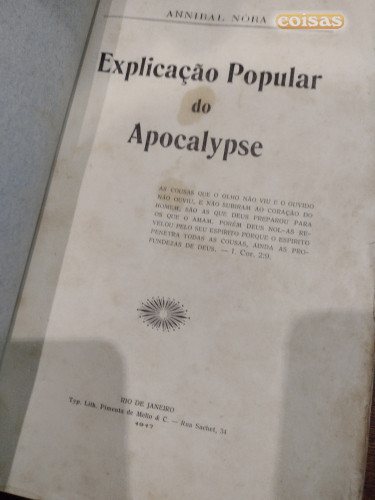 ANNIBAL NORA
coisas
Explicação Popular
do
Apocalypse
AS COUSAS QUE O OLHO NÃO VIU E O OUVIDO
NÃO OUVIU, E NÃO SUBIRAM AO CORAÇÃO DO
HOMEM, SÃO AS QUE DEUS PREPAROU PARA
OS QUE O AMAM. PORÉM DEUS NOL-AS RE-
VELOU PELO SEU ESPIRITO PORQUE O ESPIRITO
PENETRA TODAS AS COUSAS, AINDA AS PRO-
FUNDEZAS DE DEUS. — I Cor. 2:9.
RIO DE JANEIRO
Typ. Lith. Pimenta de Mello & C. — Rua Sachet, 34
1917